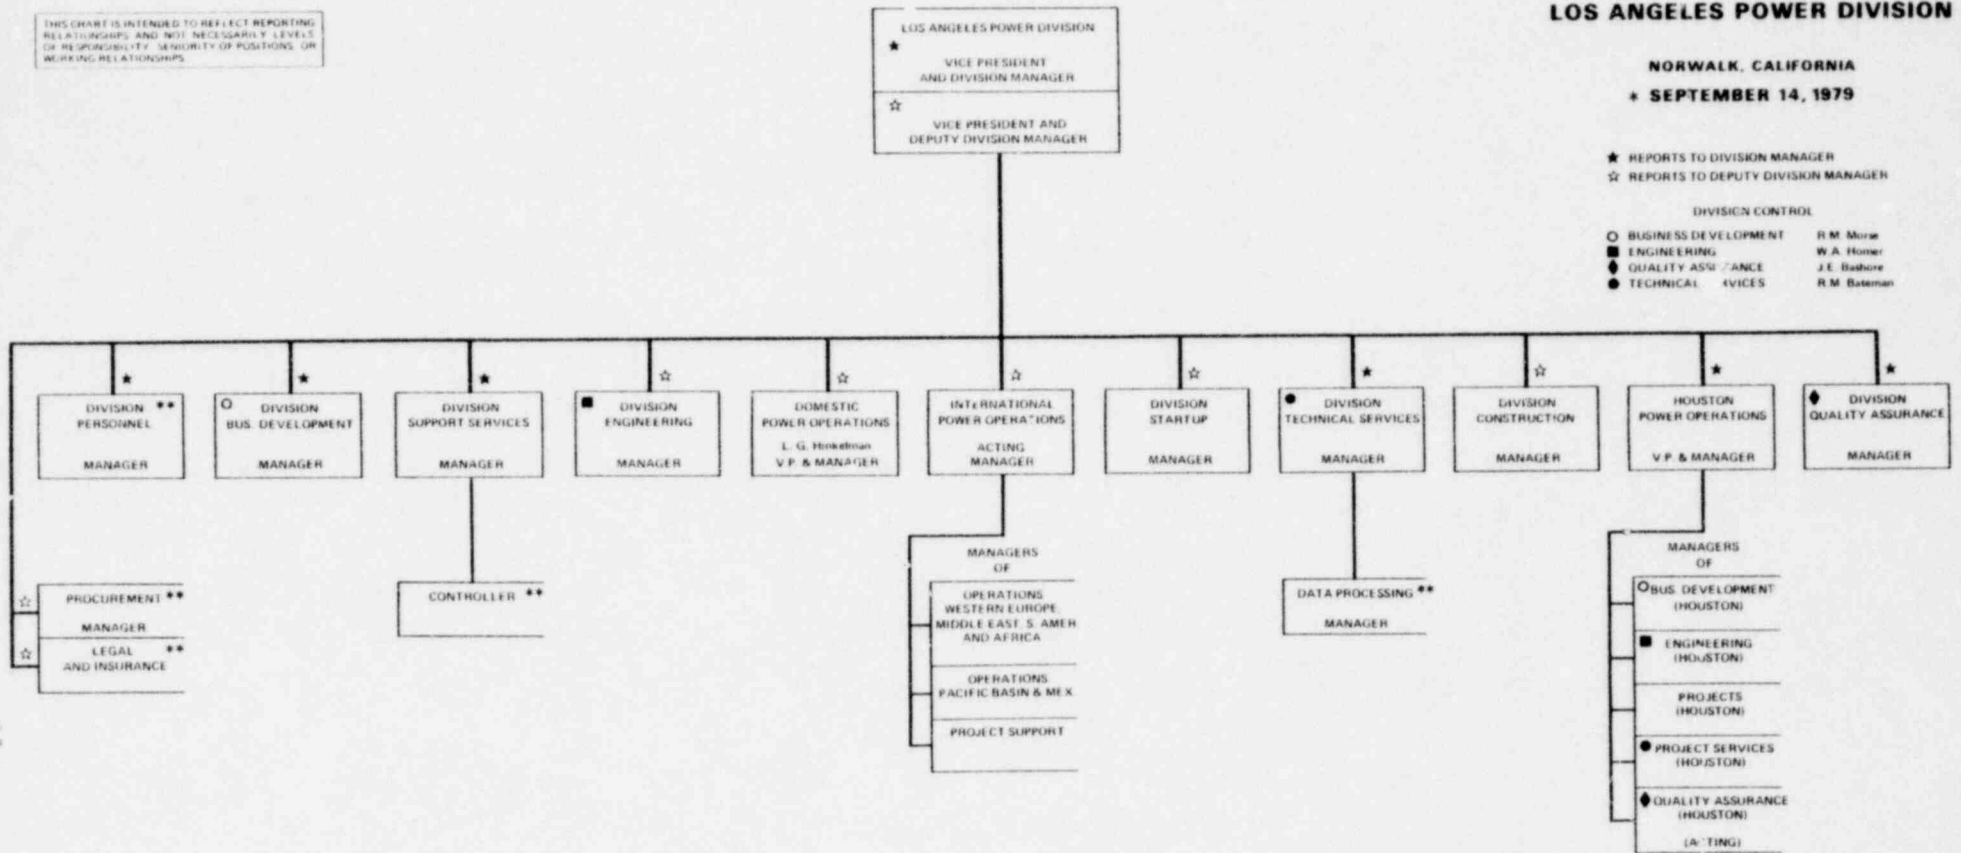 THIS CHART IS INTENDED TO REFLECT REPORTING
RELATIONSHIPS AND NOT NECESSARILY LEVELS
OF RESPONSIBILITY SENIORITY OF POSITIONS OR
WORKING RELATIONSHIPS
LOS ANGELES POWER DIVISION
★
VICE PRESIDENT
AND DIVISION MANAGER
☆
VICE PRESIDENT AND
DEPUTY DIVISION MANAGER
LOS ANGELES POWER DIVISION
NORWALK, CALIFORNIA
* SEPTEMBER 14, 1979
★ REPORTS TO DIVISION MANAGER
☆ REPORTS TO DEPUTY DIVISION MANAGER
DIVISION CONTROL
○ BUSINESS DEVELOPMENT R.M. Morse
■ ENGINEERING W.A. Homer
♦ QUALITY J.E. Bashore
● TECHNICAL R.M. Bateman
★
DIVISION **
PERSONNEL
MANAGER
★
○ DIVISION
BUS. DEVELOPMENT
MANAGER
★
DIVISION
SUPPORT SERVICES
MANAGER
☆
■ DIVISION
ENGINEERING
MANAGER
☆
DOMESTIC
POWER OPERATIONS
L. G. Hinkelman
V.P. & MANAGER
☆
INTERNATIONAL
POWER OPERATIONS
ACTING
MANAGER
☆
DIVISION
STARTUP
MANAGER
★
● DIVISION
TECHNICAL SERVICES
MANAGER
☆
DIVISION
CONSTRUCTION
MANAGER
★
HOUSTON
POWER OPERATIONS
V.P. & MANAGER
★
♦ DIVISION
QUALITY ASSURANCE
MANAGER
☆ PROCUREMENT **
MANAGER
☆ LEGAL **
AND INSURANCE
CONTROLLER **
MANAGERS
OF
OPERATIONS
WESTERN EUROPE,
MIDDLE EAST, S. AMER
AND AFRICA
OPERATIONS
PACIFIC BASIN & MEX.
PROJECT SUPPORT
DATA PROCESSING **
MANAGER
MANAGERS
OF
○ BUS. DEVELOPMENT
(HOUSTON)
■ ENGINEERING
(HOUSTON)
PROJECTS
(HOUSTON)
● PROJECT SERVICES
(HOUSTON)
♦ QUALITY ASSURANCE
(HOUSTON)
(ACTING)